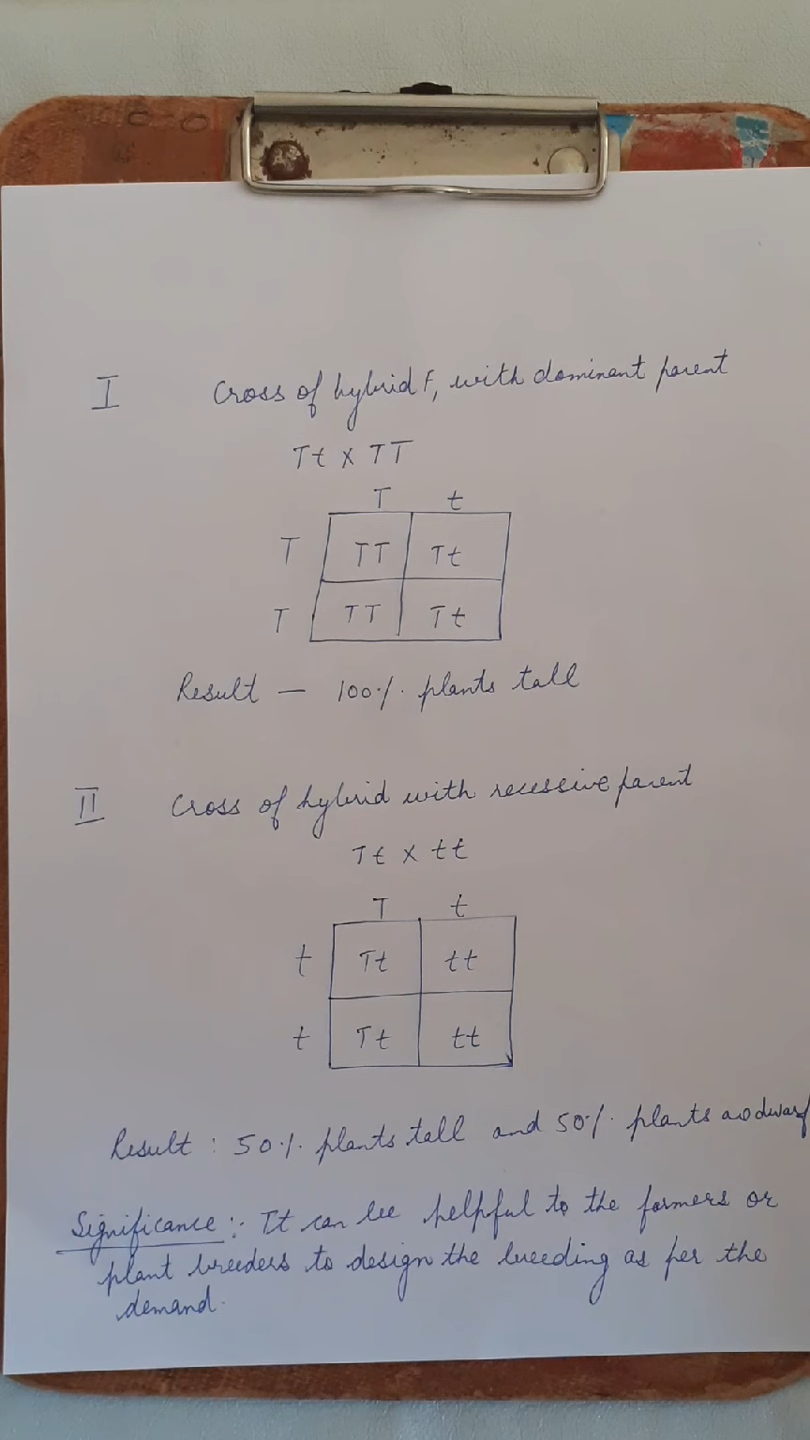 I Cross of hybrid F1 with dominant parent
Tt x TT
T t
T TT Tt
T TT Tt
Result — 100% plants tall
II Cross of hybrid with recessive parent
Tt x tt
T t
t Tt tt
t Tt tt
Result : 50% plants tall and 50% plants dwarf
Significance :- It can be helpful to the farmers or
plant breeders to design the breeding as per the
demand.